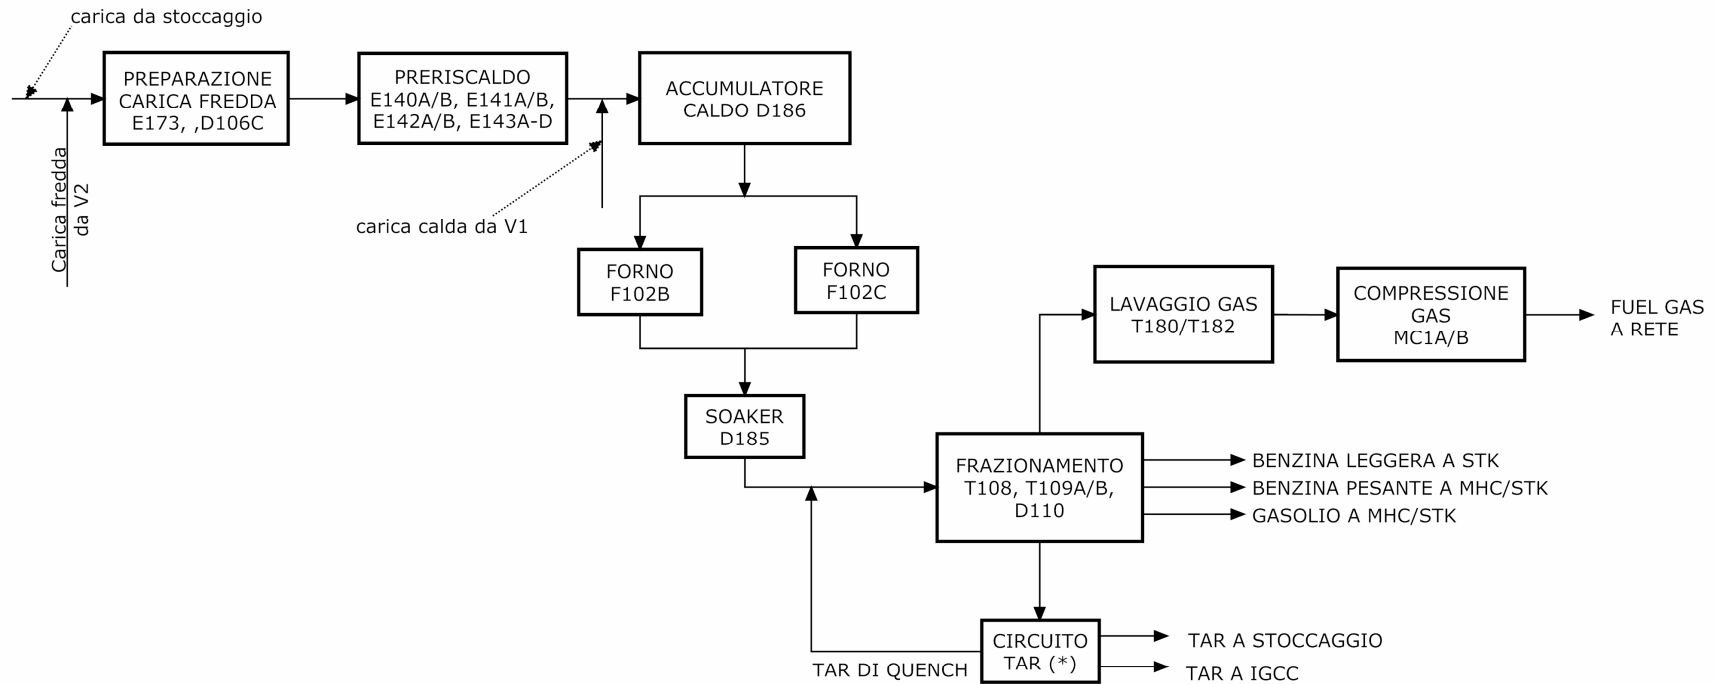 carica da stoccaggio
PREPARAZIONE
CARICA FREDDA
E173, ,D106C
PRERISCALDO
E140A/B, E141A/B,
E142A/B, E143A-D
ACCUMULATORE
CALDO D186
Carica fredda
da V2
carica calda da V1
FORNO
F102B
FORNO
F102C
LAVAGGIO GAS
T180/T182
COMPRESSIONE
GAS
MC1A/B
FUEL GAS
A RETE
SOAKER
D185
FRAZIONAMENTO
T108, T109A/B,
D110
BENZINA LEGGERA A STK
BENZINA PESANTE A MHC/STK
GASOLIO A MHC/STK
CIRCUITO
TAR (*)
TAR DI QUENCH
TAR A STOCCAGGIO
TAR A IGCC